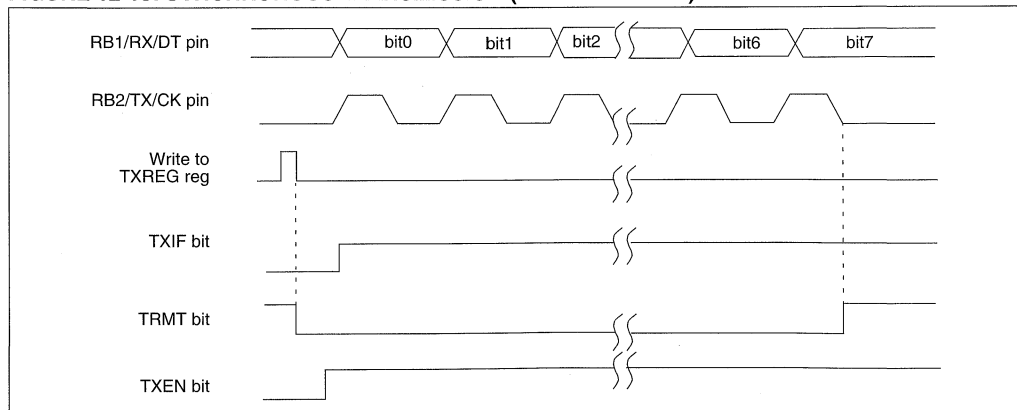 RB1/RX/DT pin
bit0 bit1 bit2 bit6 bit7
RB2/TX/CK pin
Write to
TXREG reg
TXIF bit
TRMT bit
TXEN bit